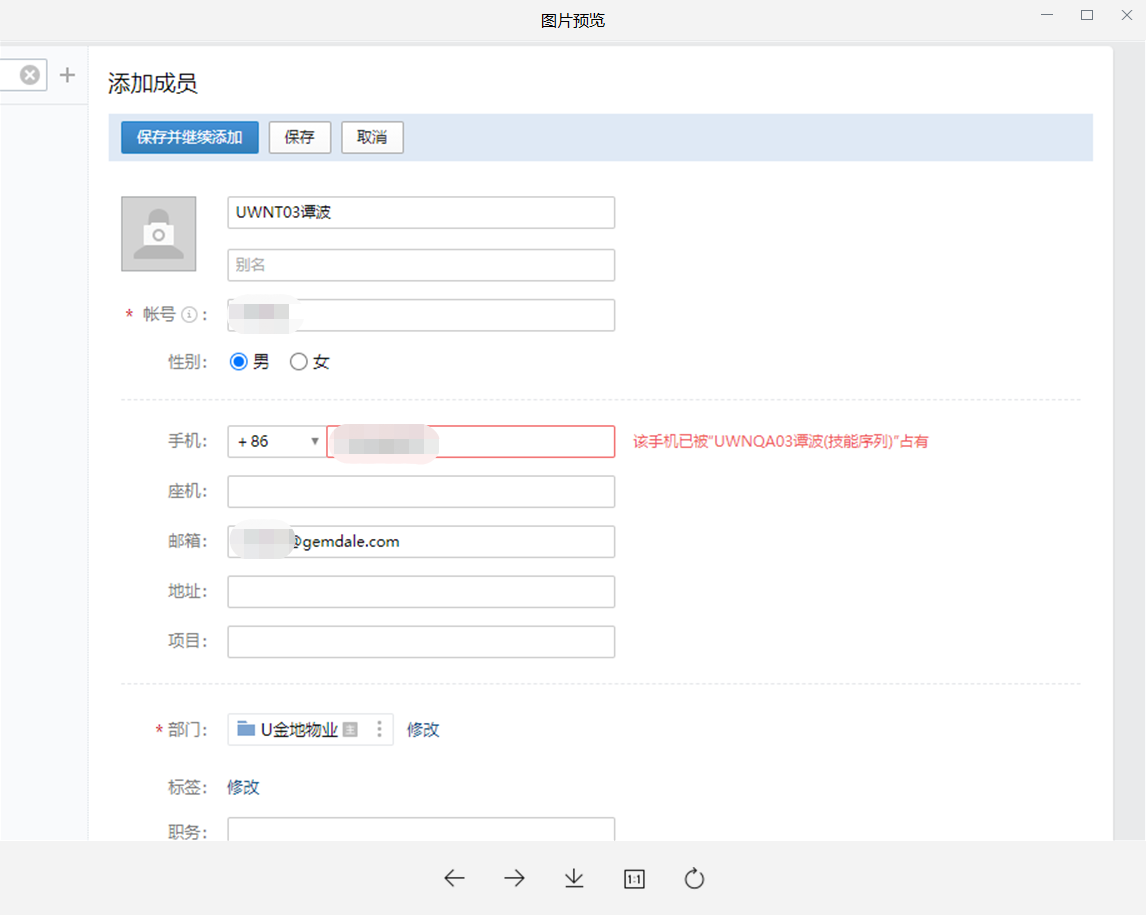 图片预览
添加成员
保存并继续添加 保存 取消
UWNT03谭波
别名
* 帐号 :
性别: 男 女
手机: + 86 该手机已被"UWNQA03谭波(技能序列)"占有
座机:
邮箱: @gemdale.com
地址:
项目:
* 部门: U金地物业 主 修改
标签: 修改
职务:
1:1